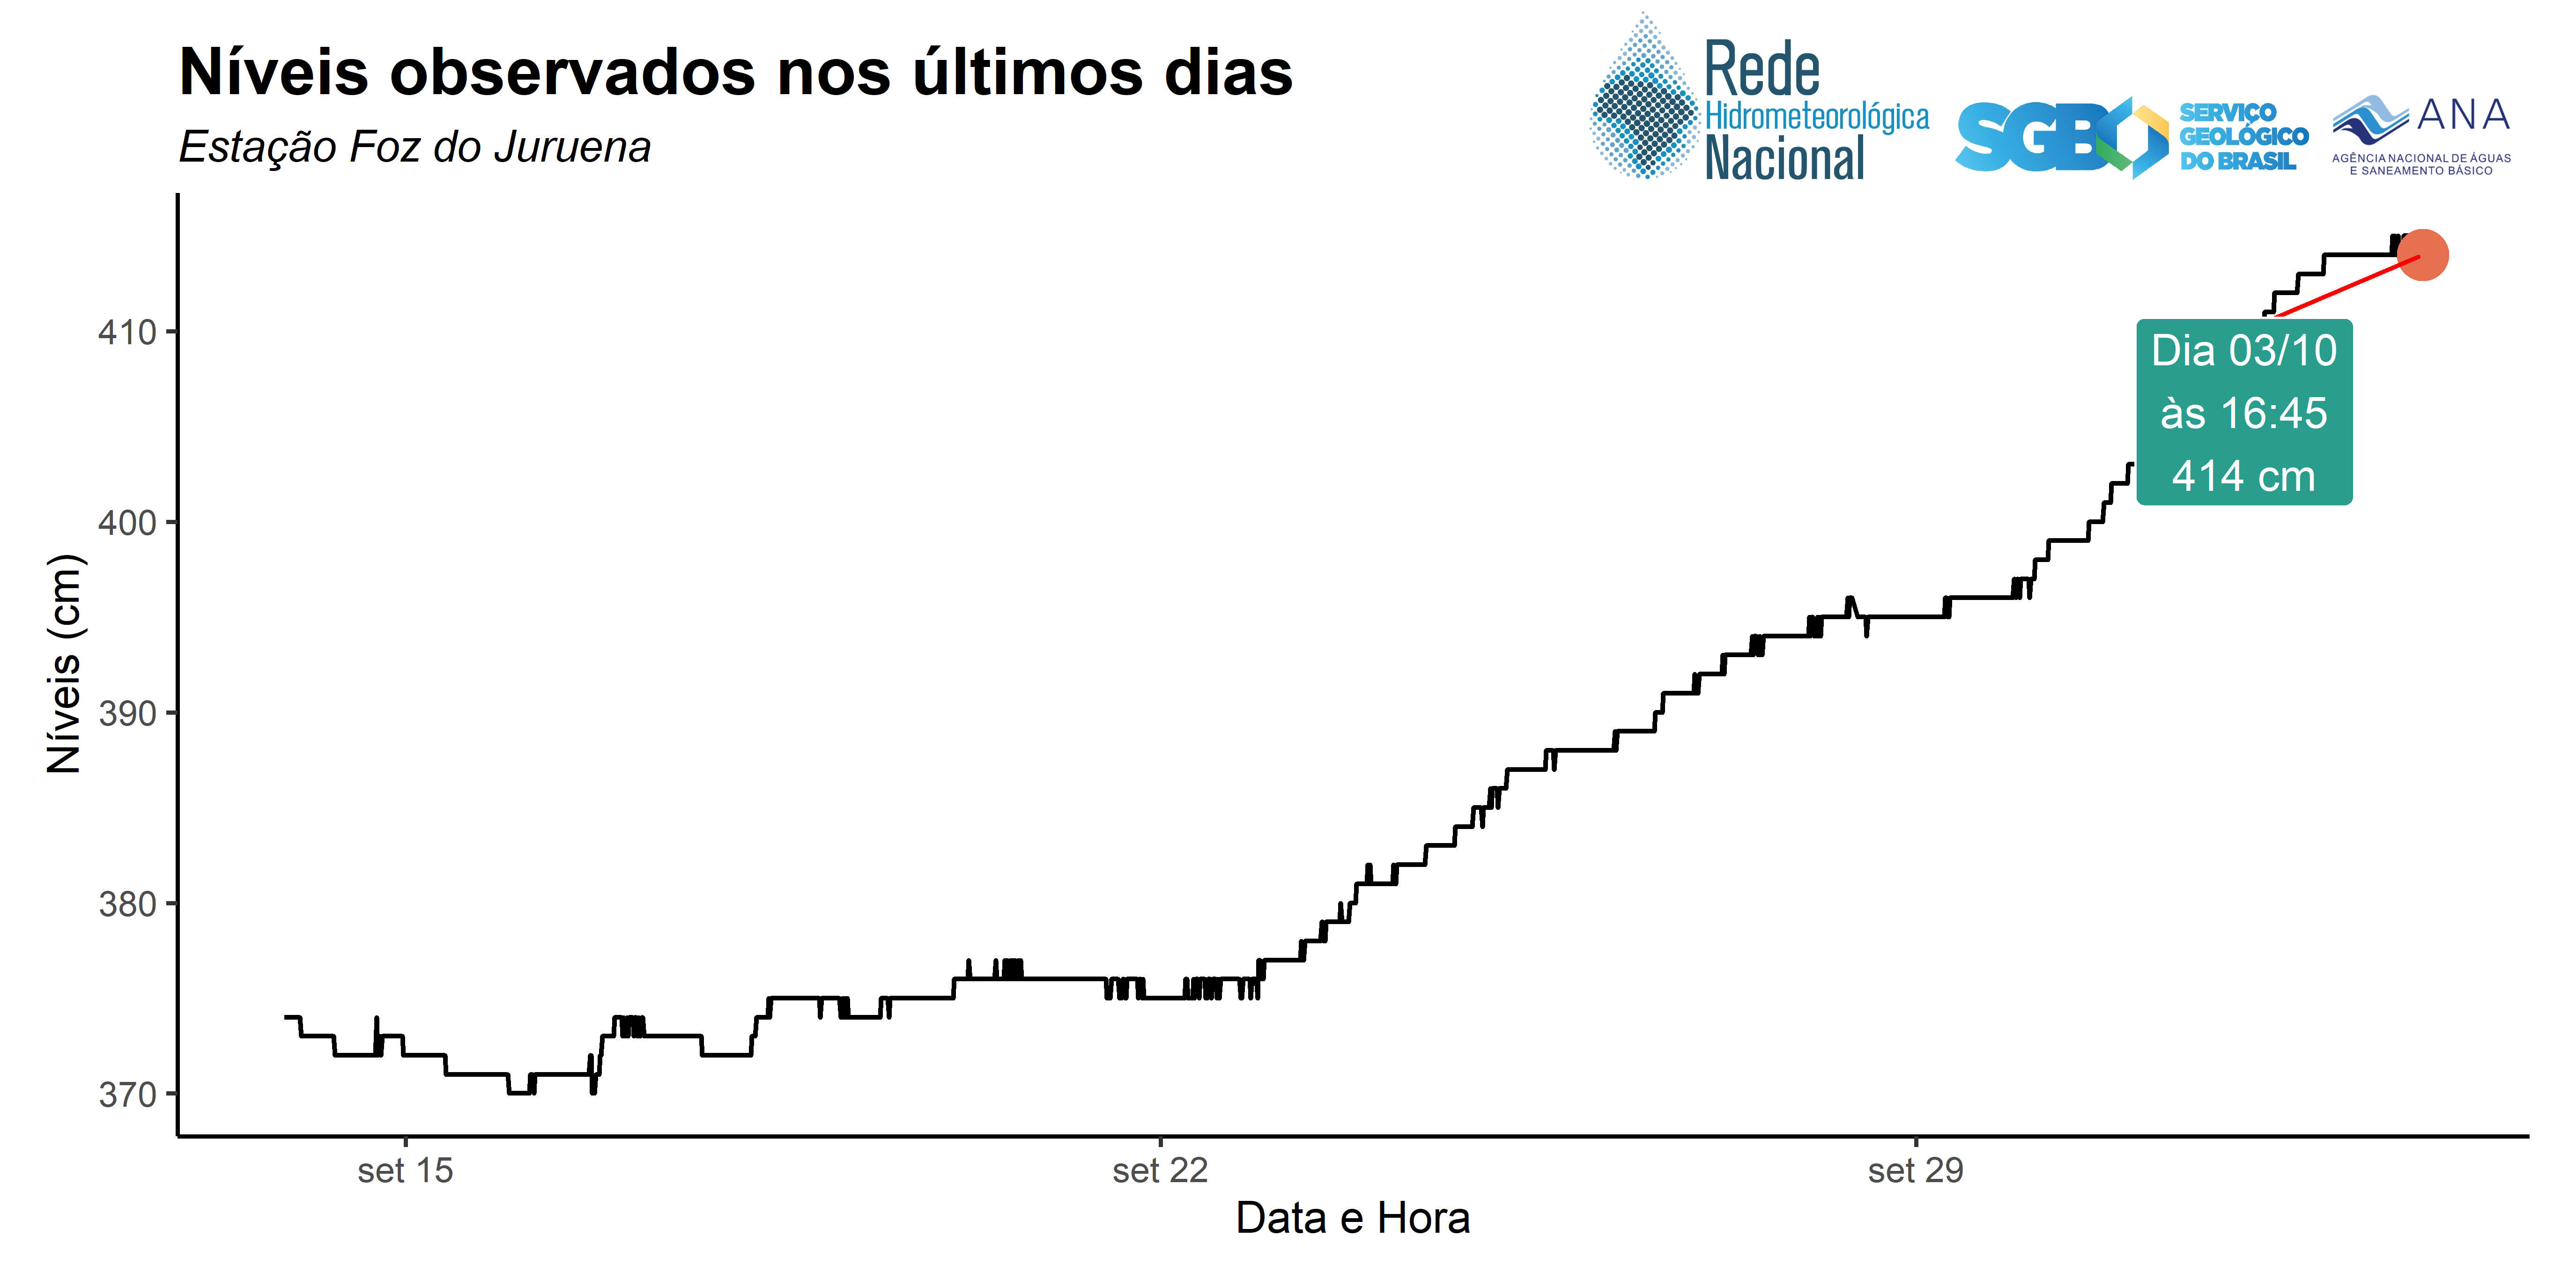 Níveis observados nos últimos dias
Estação Foz do Juruena
Rede
Hidrometeorológica
Nacional
SGB
SERVIÇO
GEOLÓGICO
DO BRASIL
ANA
AGÊNCIA NACIONAL DE ÁGUAS
E SANEAMENTO BÁSICO
Níveis (cm)
410
400
390
380
370
Dia 03/10
às 16:45
414 cm
set 15
set 22
set 29
Data e Hora